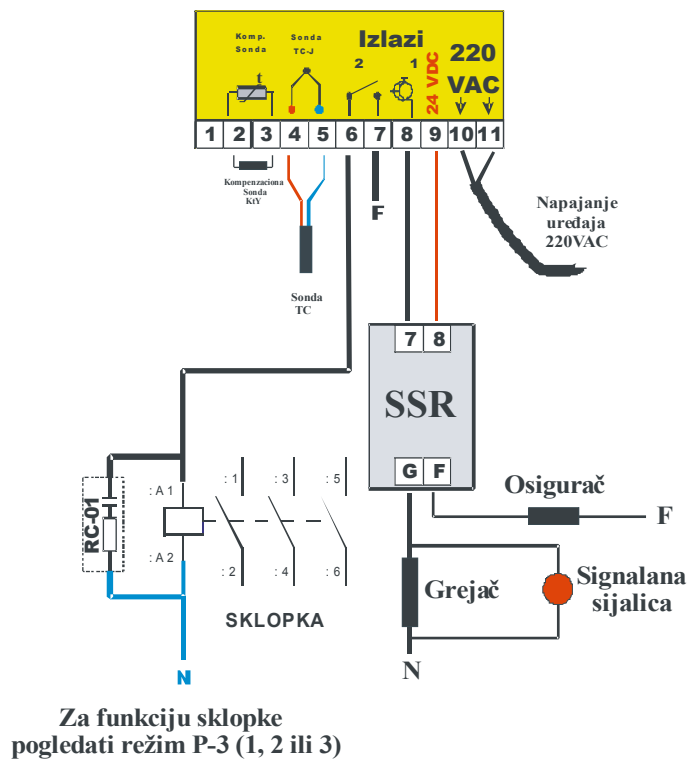 Komp.
Sonda
Sonda
TC-J
Izlazi
2
1
24 VDC
220
VAC
t
1 2 3 4 5 6 7 8 9 10 11
Kompenzaciona
Sonda
KtY
F
Napajanje
uređaja
220VAC
Sonda
TC
7 8
SSR
G F
Osigurač
F
RC-01
: A 1
: A 2
: 1
: 3
: 5
: 2
: 4
: 6
SKLOPKA
Grejač
Signalana
sijalica
N
N
Za funkciju sklopke
pogledati režim P-3 (1, 2 ili 3)